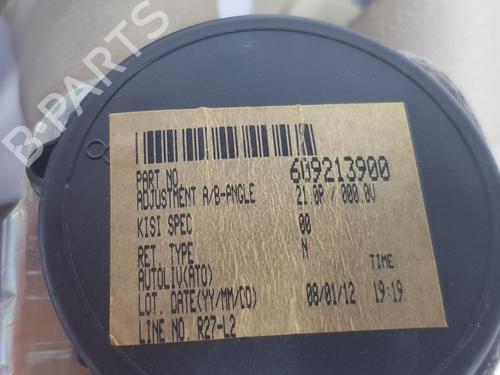 B-PARTS
PART NO 609213900
ADJUSTMENT A/B-ANGLE 21.0R / 000.0V
KISI SPEC 00
RET. TYPE N
AUTOLIV(ATO) TIME
LOT. DATE(YY/MM/DD) 08/01/12 19:19
LINE NO. R27-L2